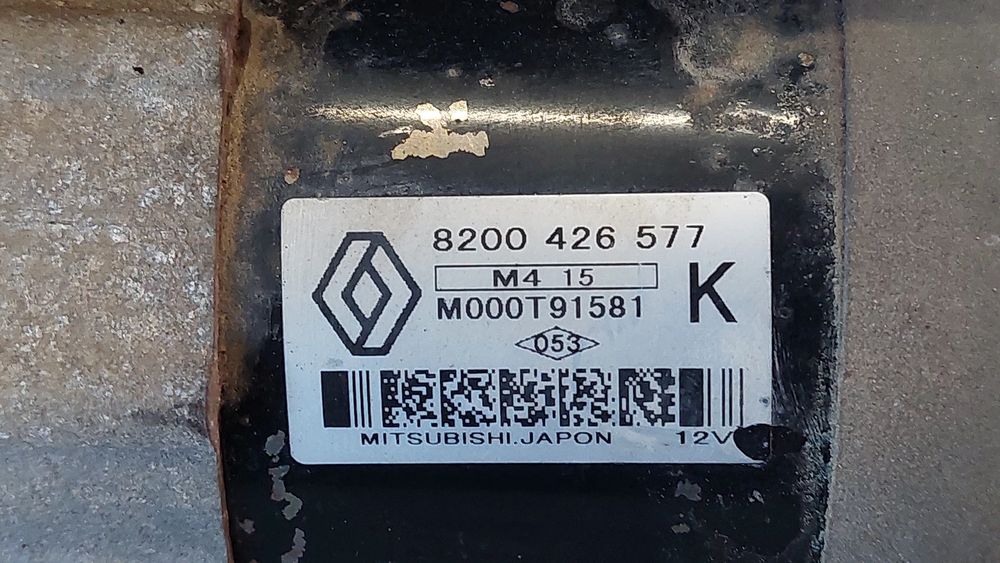 8200 426 577
M4 15
K
M000T91581
053
MITSUBISHI.JAPON 12V